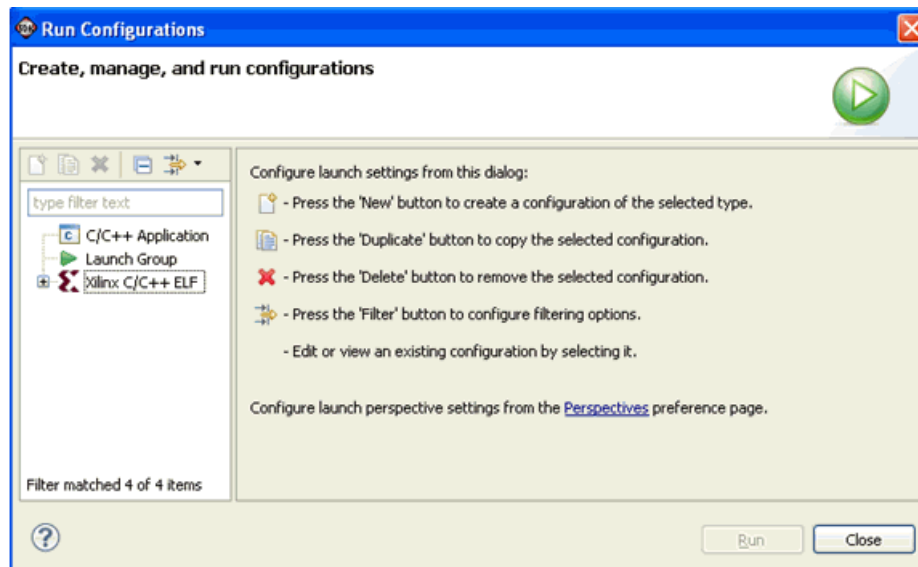 Run Configurations
Create, manage, and run configurations
type filter text
C/C++ Application
Launch Group
Xilinx C/C++ ELF
Filter matched 4 of 4 items
Configure launch settings from this dialog:
- Press the 'New' button to create a configuration of the selected type.
- Press the 'Duplicate' button to copy the selected configuration.
- Press the 'Delete' button to remove the selected configuration.
- Press the 'Filter' button to configure filtering options.
- Edit or view an existing configuration by selecting it.
Configure launch perspective settings from the Perspectives preference page.
Run
Close